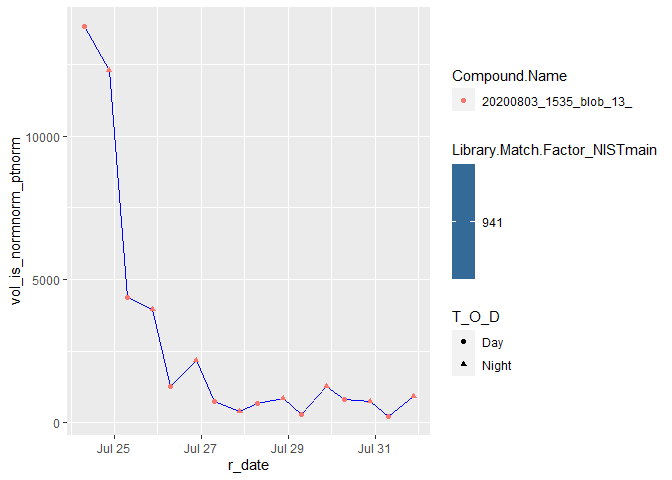 vol_is_normnorm_ptnorm
10000
5000
0
Jul 25 Jul 27 Jul 29 Jul 31
r_date
Compound.Name
20200803_1535_blob_13_
Library.Match.Factor_NISTmain
941
T_O_D
Day
Night